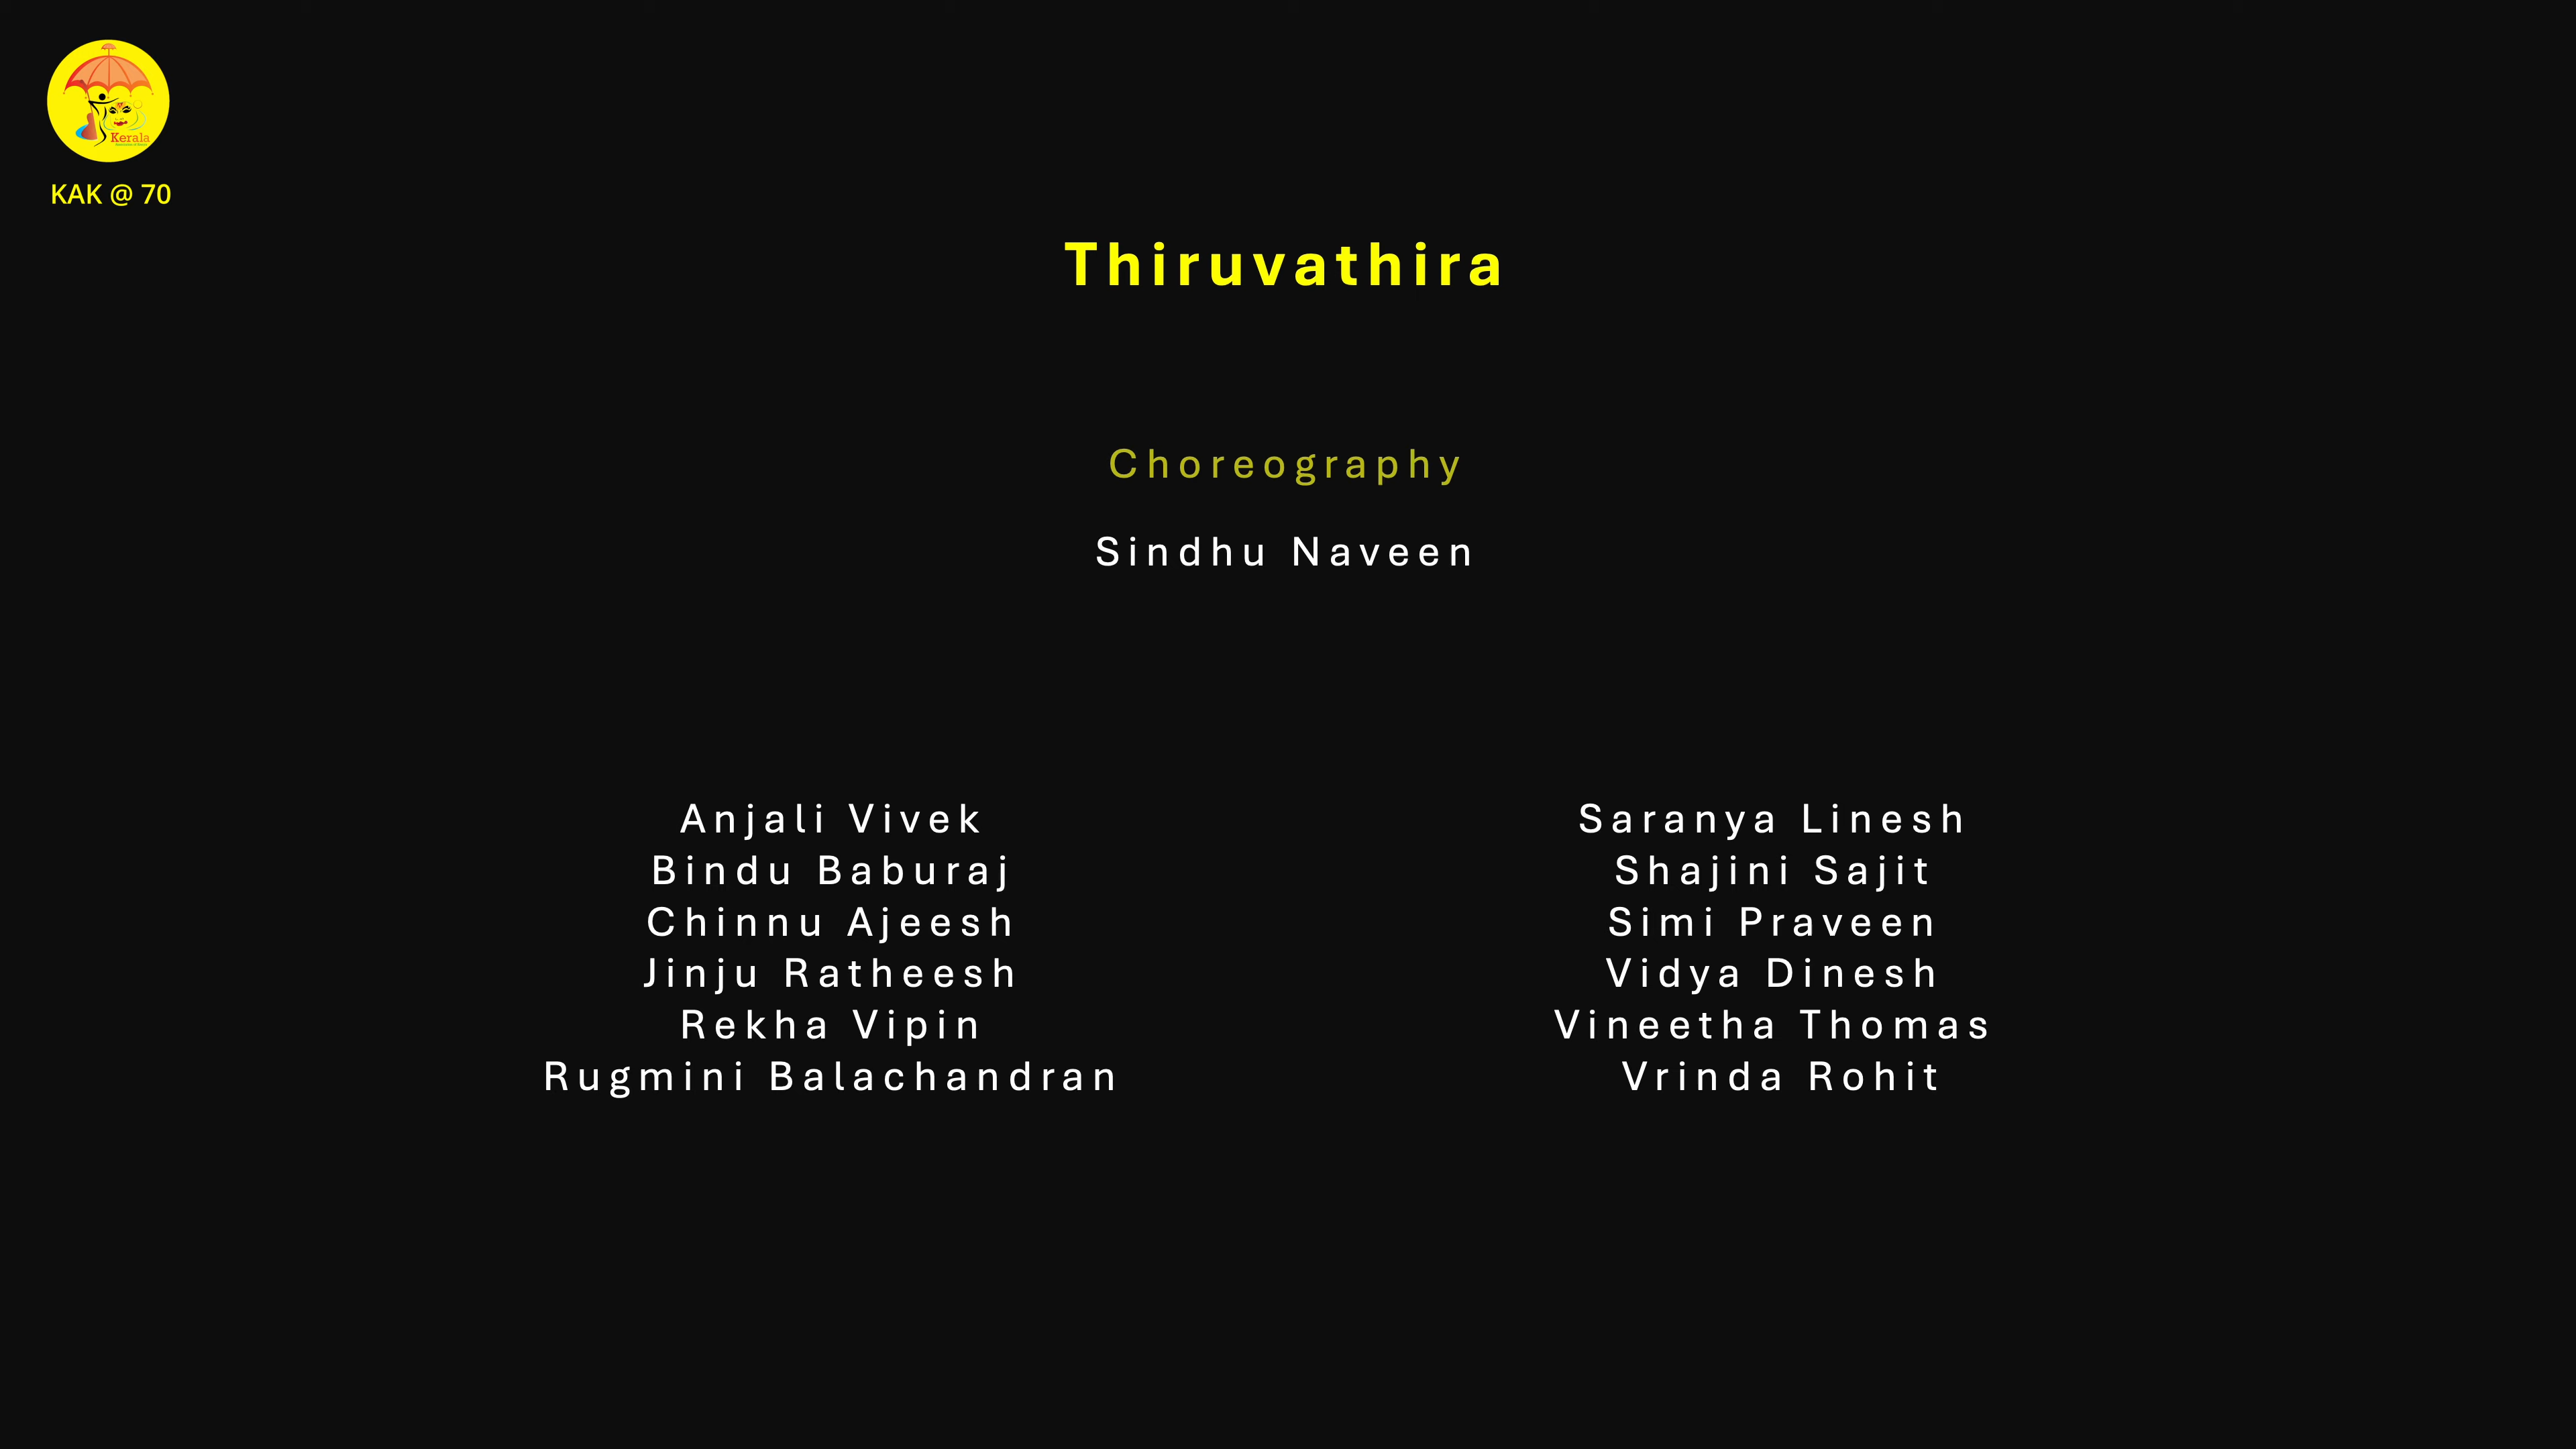 Kerala
KAK @ 70
Thiruvathira
Choreography
Sindhu Naveen
Anjali Vivek
Bindu Baburaj
Chinnu Ajeesh
Jinju Ratheesh
Rekha Vipin
Rugmini Balachandran
Saranya Linesh
Shajini Sajit
Simi Praveen
Vidya Dinesh
Vineetha Thomas
Vrinda Rohit